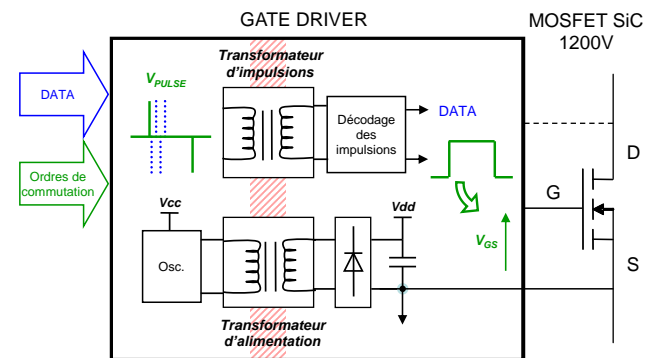 GATE DRIVER
MOSFET SiC
1200V
DATA
Ordres de
commutation
V_PULSE
Transformateur
d'impulsions
Décodage
des
impulsions
DATA
D
G
S
V_GS
Vcc
Osc.
Vdd
Transformateur
d'alimentation